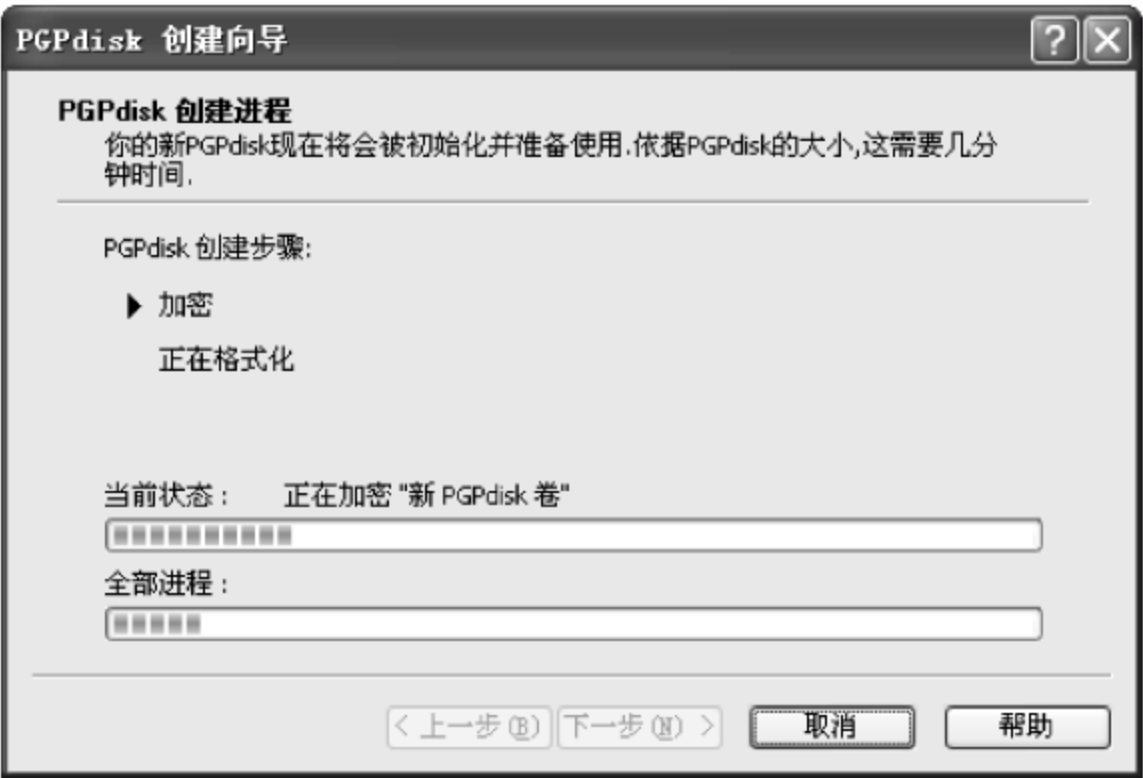 PGPdisk 创建向导
PGPdisk 创建进程
你的新PGPdisk现在将会被初始化并准备使用.依据PGPdisk的大小,这需要几分
钟时间.
PGPdisk 创建步骤:
加密
正在格式化
当前状态： 正在加密 "新 PGPdisk 卷"
全部进程：
< 上一步(B) 下一步(N) > 取消 帮助